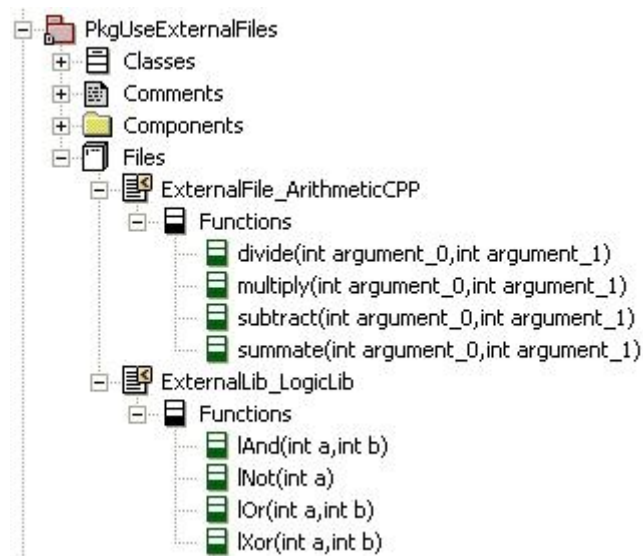 PkgUseExternalFiles
Classes
Comments
Components
Files
ExternalFile_ArithmeticCPP
Functions
divide(int argument_0,int argument_1)
multiply(int argument_0,int argument_1)
subtract(int argument_0,int argument_1)
summate(int argument_0,int argument_1)
ExternalLib_LogicLib
Functions
lAnd(int a,int b)
lNot(int a)
lOr(int a,int b)
lXor(int a,int b)